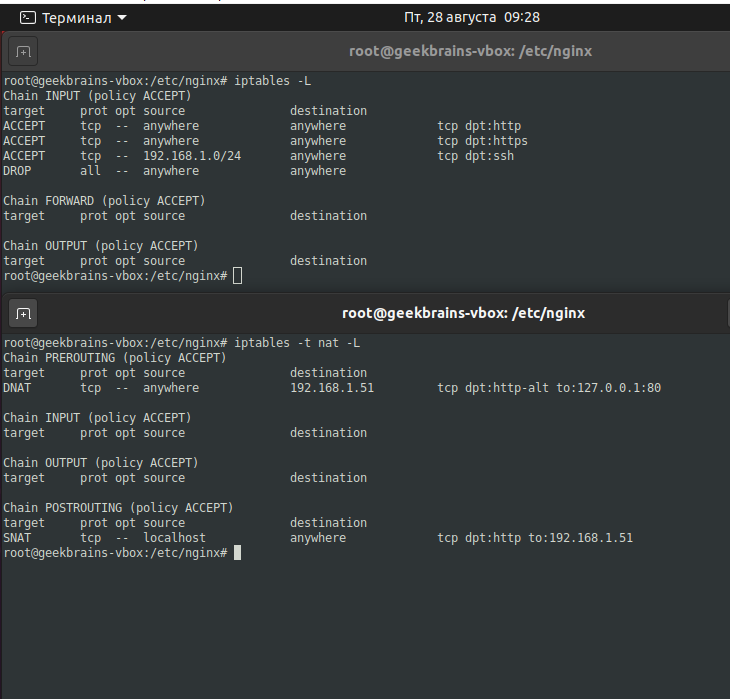 Терминал Пт, 28 августа 09:28
root@geekbrains-vbox: /etc/nginx
root@geekbrains-vbox:/etc/nginx# iptables -L
Chain INPUT (policy ACCEPT)
target prot opt source destination
ACCEPT tcp -- anywhere anywhere tcp dpt:http
ACCEPT tcp -- anywhere anywhere tcp dpt:https
ACCEPT tcp -- 192.168.1.0/24 anywhere tcp dpt:ssh
DROP all -- anywhere anywhere
Chain FORWARD (policy ACCEPT)
target prot opt source destination
Chain OUTPUT (policy ACCEPT)
target prot opt source destination
root@geekbrains-vbox:/etc/nginx#
root@geekbrains-vbox: /etc/nginx
root@geekbrains-vbox:/etc/nginx# iptables -t nat -L
Chain PREROUTING (policy ACCEPT)
target prot opt source destination
DNAT tcp -- anywhere 192.168.1.51 tcp dpt:http-alt to:127.0.0.1:80
Chain INPUT (policy ACCEPT)
target prot opt source destination
Chain OUTPUT (policy ACCEPT)
target prot opt source destination
Chain POSTROUTING (policy ACCEPT)
target prot opt source destination
SNAT tcp -- localhost anywhere tcp dpt:http to:192.168.1.51
root@geekbrains-vbox:/etc/nginx#